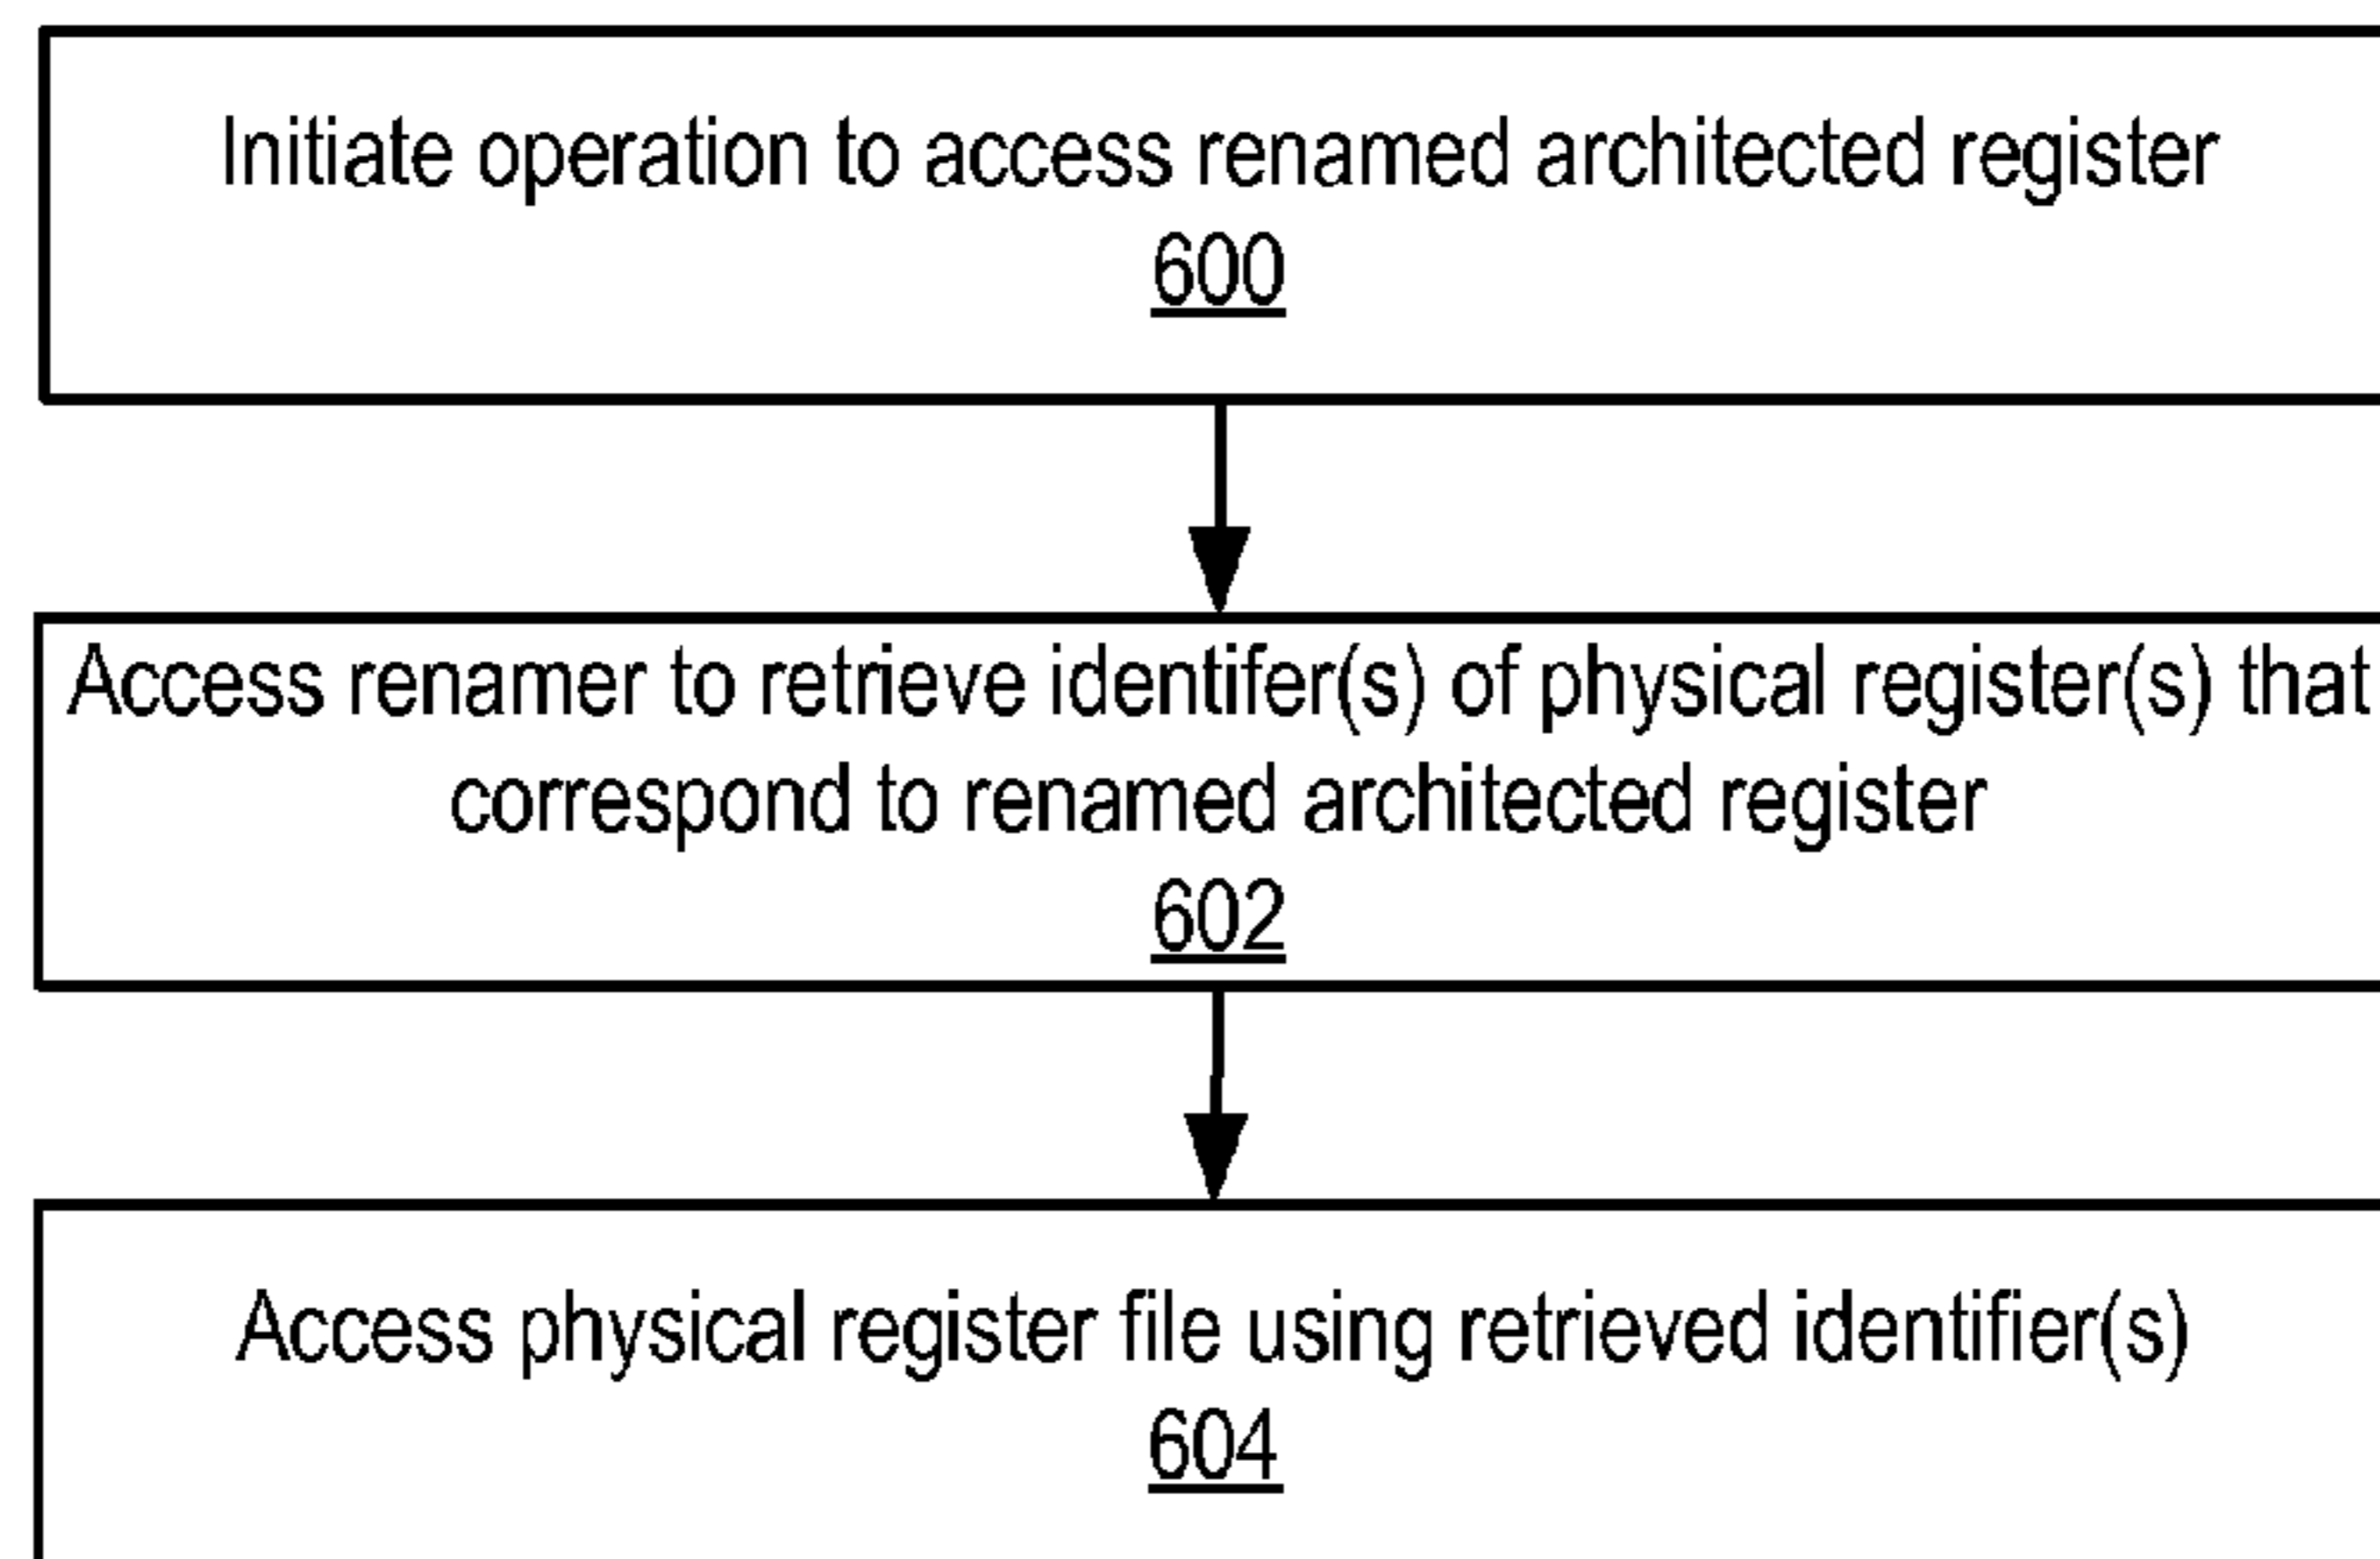 Initiate operation to access renamed architected register
600
Access renamer to retrieve identifer(s) of physical register(s) that
correspond to renamed architected register
602
Access physical register file using retrieved identifier(s)
604